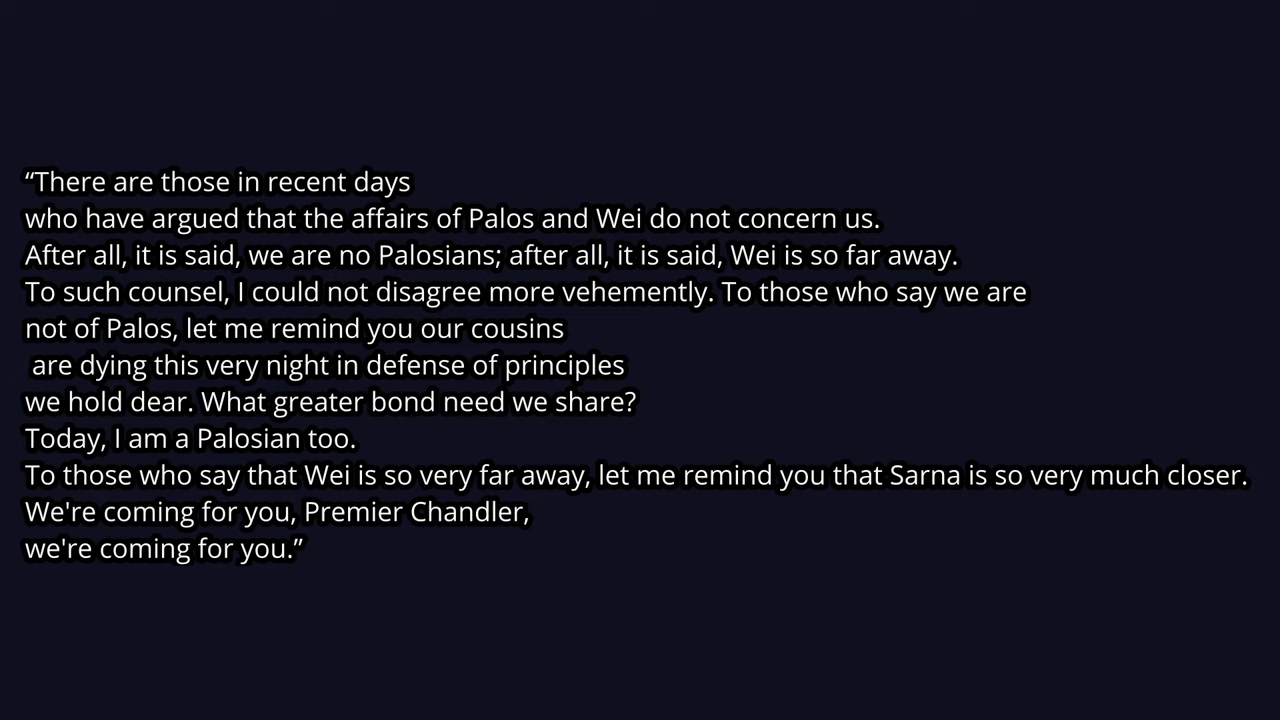 “There are those in recent days
who have argued that the affairs of Palos and Wei do not concern us.
After all, it is said, we are no Palosians; after all, it is said, Wei is so far away.
To such counsel, I could not disagree more vehemently. To those who say we are
not of Palos, let me remind you our cousins
are dying this very night in defense of principles
we hold dear. What greater bond need we share?
Today, I am a Palosian too.
To those who say that Wei is so very far away, let me remind you that Sarna is so very much closer.
We're coming for you, Premier Chandler,
we're coming for you.”